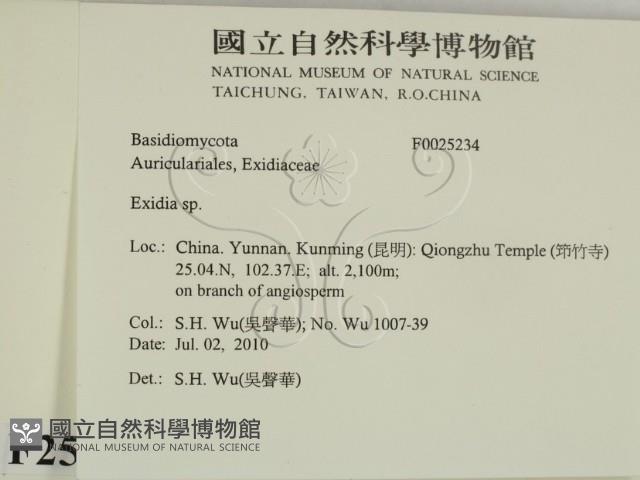 國立自然科學博物館
NATIONAL MUSEUM OF NATURAL SCIENCE
TAICHUNG, TAIWAN, R.O.CHINA
Basidiomycota F0025234
Auriculariales, Exidiaceae
Exidia sp.
Loc.: China. Yunnan. Kunming (昆明): Qiongzhu Temple (筇竹寺)
25.04.N, 102.37.E; alt. 2,100m;
on branch of angiosperm
Col.: S.H. Wu(吳聲華); No. Wu 1007-39
Date: Jul. 02, 2010
Det.: S.H. Wu(吳聲華)
國立自然科學博物館
NATIONAL MUSEUM OF NATURAL SCIENCE
F25